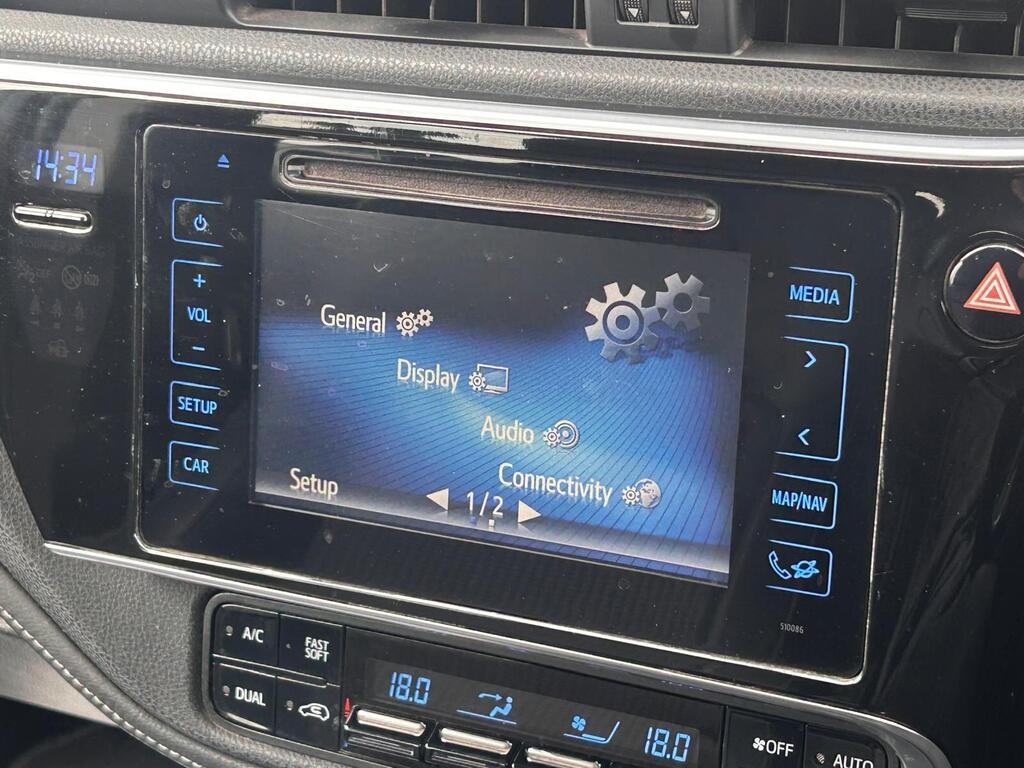 14:34
+
VOL
-
SETUP
CAR
General
Display
Audio
Connectivity
Setup
1/2
MEDIA
>
<
MAP/NAV
510086
A/C
FAST
SOFT
DUAL
18.0
18.0
OFF
AUTO